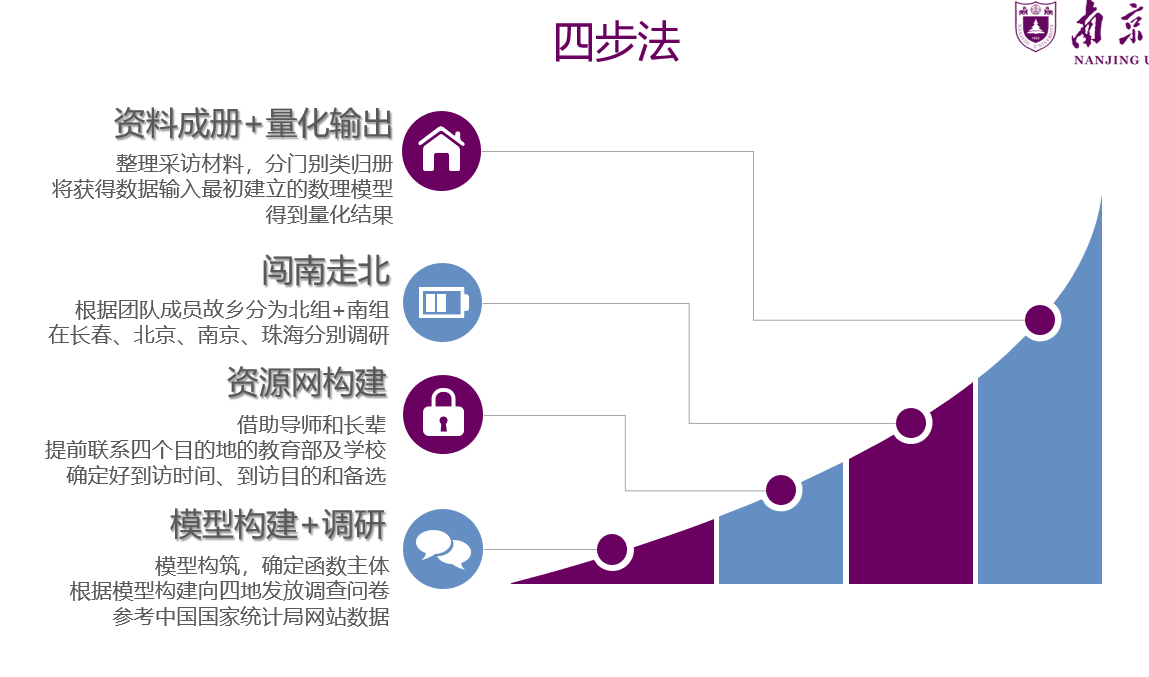 四步法
南京
NANJING U
资料成册+量化输出
整理采访材料，分门别类归册
将获得数据输入最初建立的数理模型
得到量化结果
闯南走北
根据团队成员故乡分为北组+南组
在长春、北京、南京、珠海分别调研
资源网构建
借助导师和长辈
提前联系四个目的地的教育部及学校
确定好到访时间、到访目的和备选
模型构建+调研
模型构筑，确定函数主体
根据模型构建向四地发放调查问卷
参考中国国家统计局网站数据